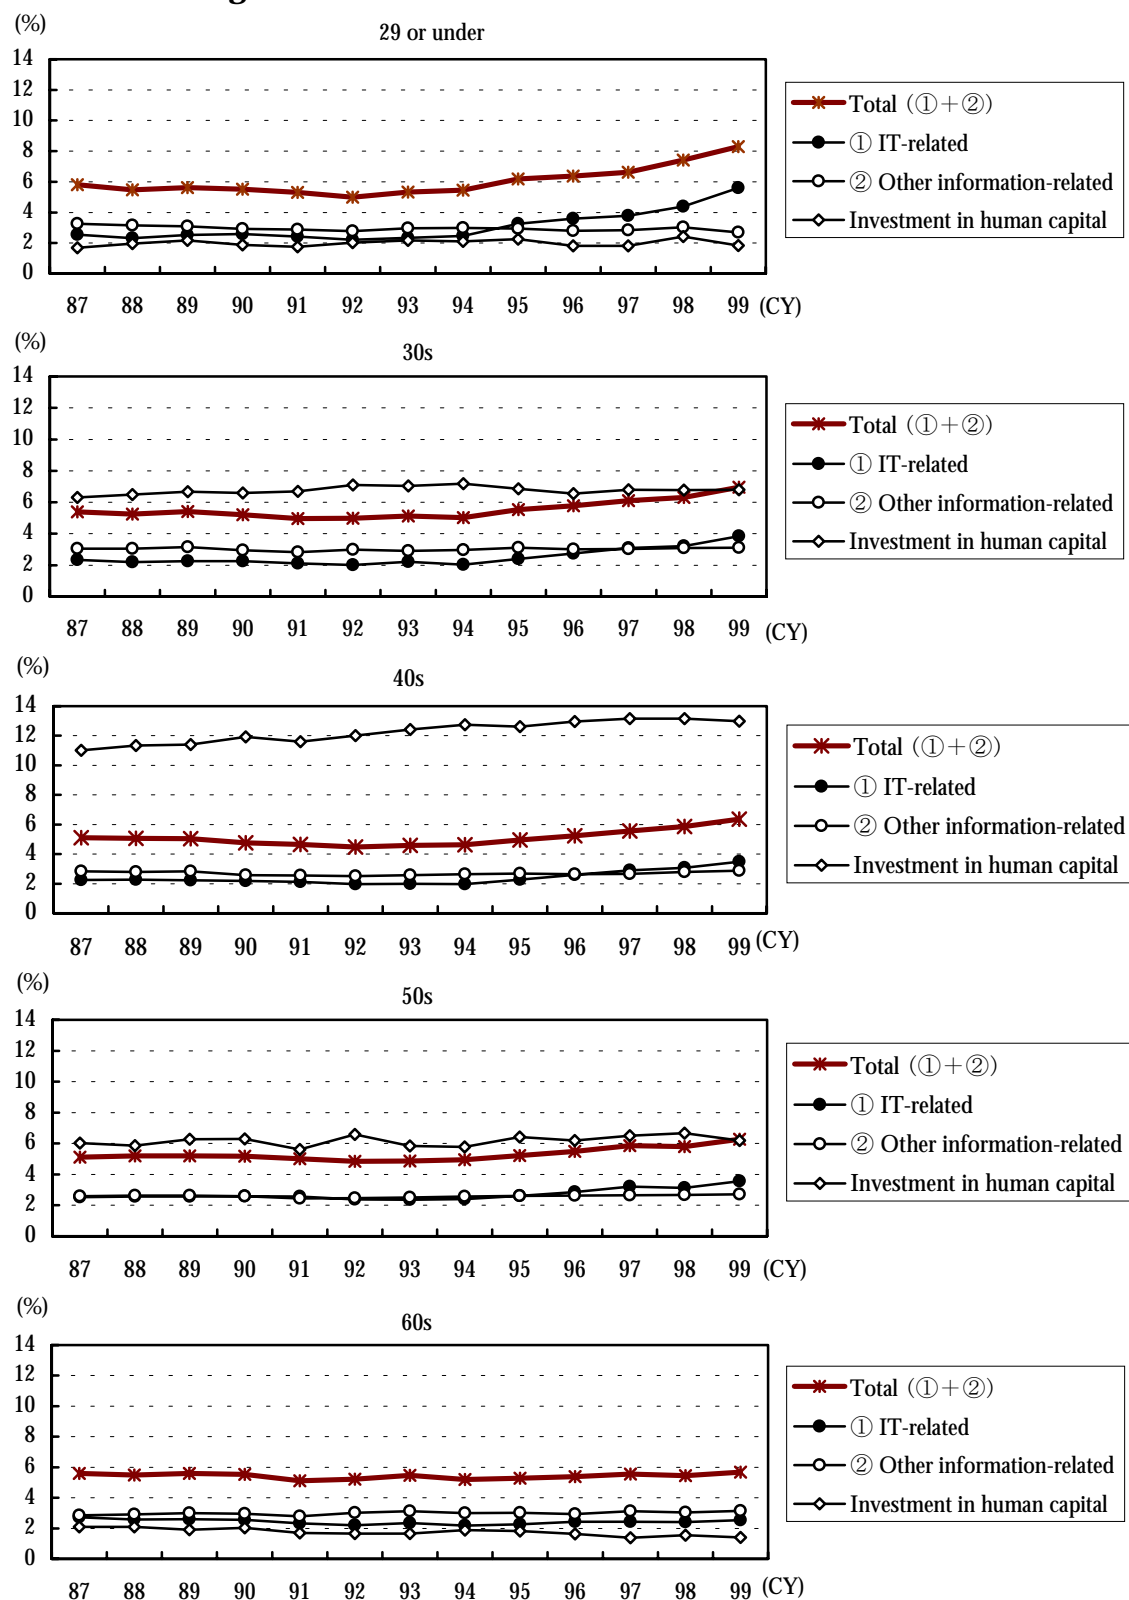 (%)
29 or under
14
12
10
8
6
4
2
0
87 88 89 90 91 92 93 94 95 96 97 98 99 (CY)
Total (①+②)
① IT-related
② Other information-related
Investment in human capital
(%)
30s
14
12
10
8
6
4
2
0
87 88 89 90 91 92 93 94 95 96 97 98 99 (CY)
Total (①+②)
① IT-related
② Other information-related
Investment in human capital
(%)
40s
14
12
10
8
6
4
2
0
87 88 89 90 91 92 93 94 95 96 97 98 99 (CY)
Total (①+②)
① IT-related
② Other information-related
Investment in human capital
(%)
50s
14
12
10
8
6
4
2
0
87 88 89 90 91 92 93 94 95 96 97 98 99 (CY)
Total (①+②)
① IT-related
② Other information-related
Investment in human capital
(%)
60s
14
12
10
8
6
4
2
0
87 88 89 90 91 92 93 94 95 96 97 98 99 (CY)
Total (①+②)
① IT-related
② Other information-related
Investment in human capital